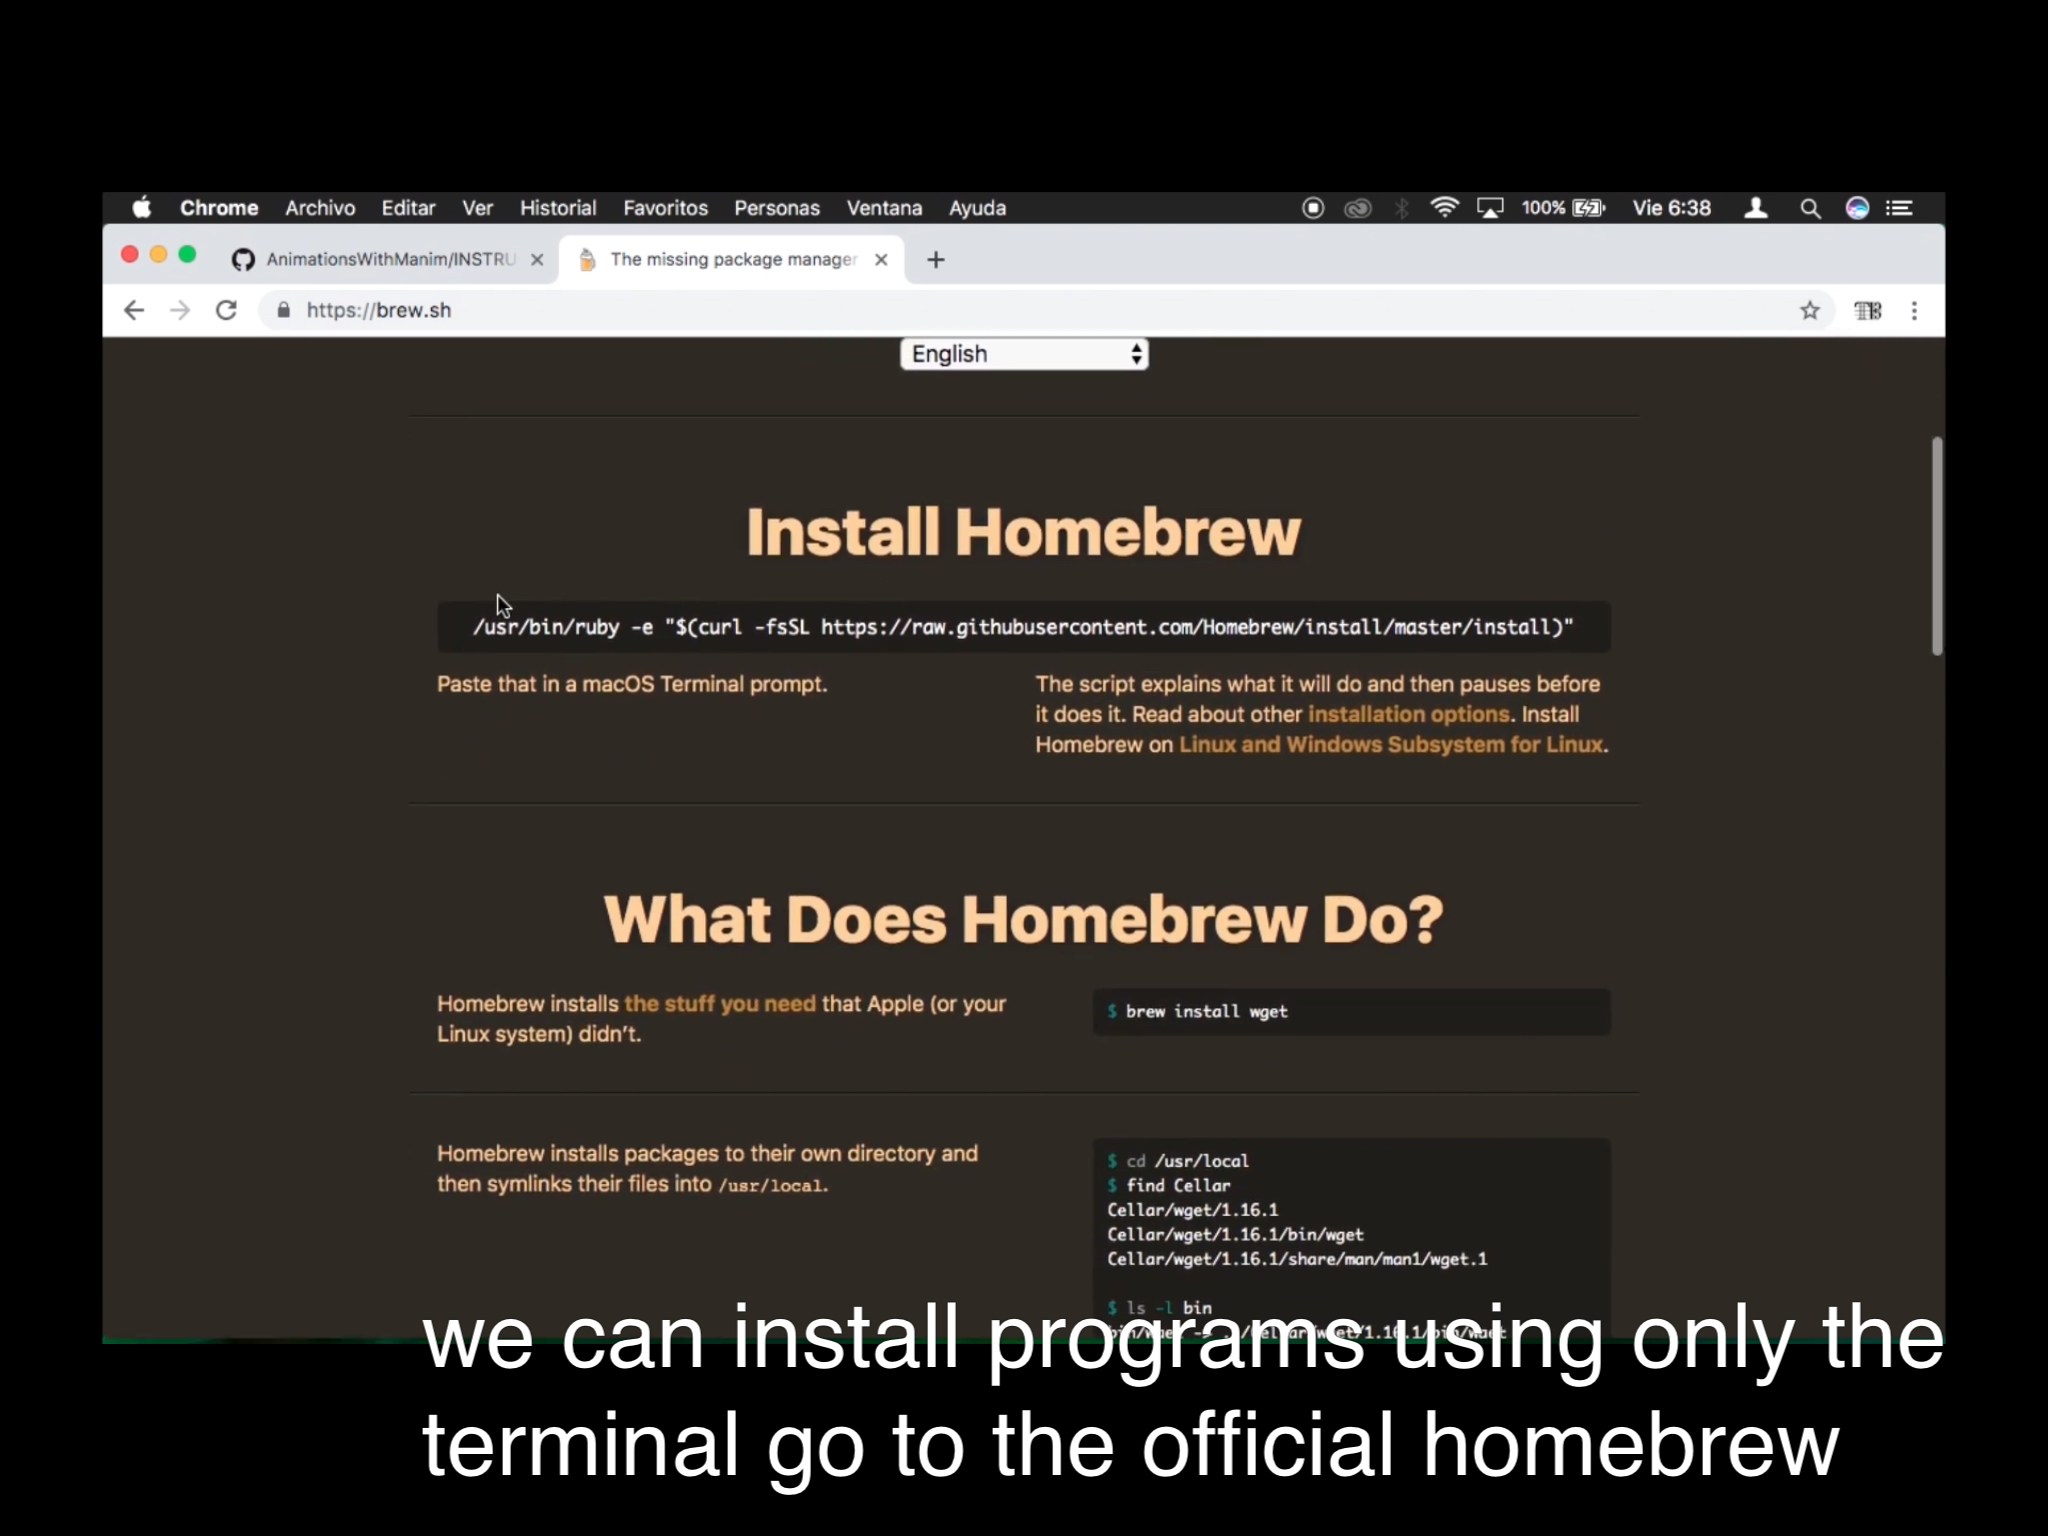 Chrome Archivo Editar Ver Historial Favoritos Personas Ventana Ayuda 100% Vie 6:38
AnimationsWithManim/INSTRU The missing package manager
https://brew.sh
English
Install Homebrew
/usr/bin/ruby -e "$(curl -fsSL https://raw.githubusercontent.com/Homebrew/install/master/install)"
Paste that in a macOS Terminal prompt.
The script explains what it will do and then pauses before
it does it. Read about other installation options. Install
Homebrew on Linux and Windows Subsystem for Linux.
What Does Homebrew Do?
Homebrew installs the stuff you need that Apple (or your
Linux system) didn't.
$ brew install wget
Homebrew installs packages to their own directory and
then symlinks their files into /usr/local.
$ cd /usr/local
$ find Cellar
Cellar/wget/1.16.1
Cellar/wget/1.16.1/bin/wget
Cellar/wget/1.16.1/share/man/man1/wget.1
$ ls -l bin
we can install programs using only the
terminal go to the official homebrew